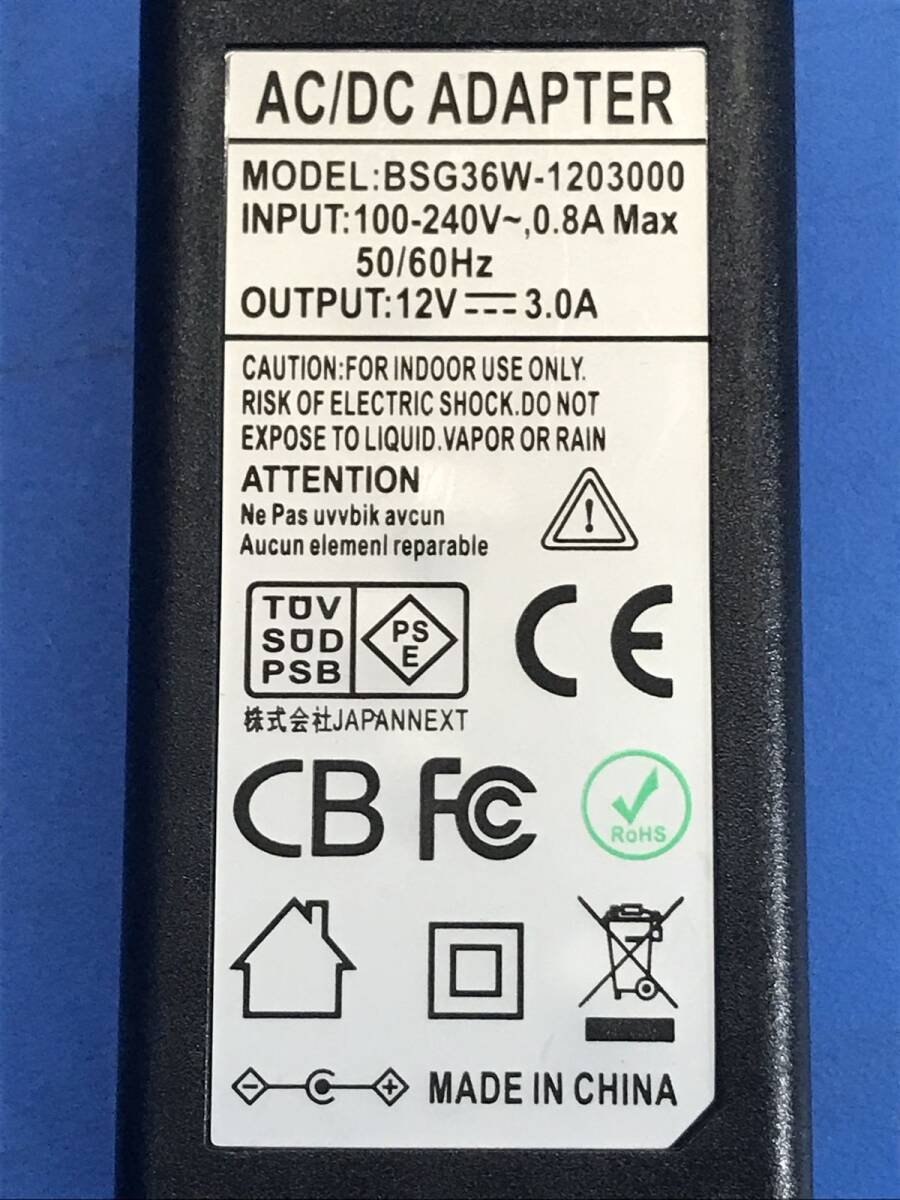 AC/DC ADAPTER
MODEL:BSG36W-1203000
INPUT:100-240V~,0.8A Max
50/60Hz
OUTPUT:12V⎓3.0A
CAUTION:FOR INDOOR USE ONLY.
RISK OF ELECTRIC SHOCK.DO NOT
EXPOSE TO LIQUID.VAPOR OR RAIN
ATTENTION
Ne Pas uvvbik avcun
Aucun elemenl reparable
!
TÜV
SÜD
PSB
PS
E
CE
株式会社JAPANNEXT
CB FC
RoHS
- +
MADE IN CHINA